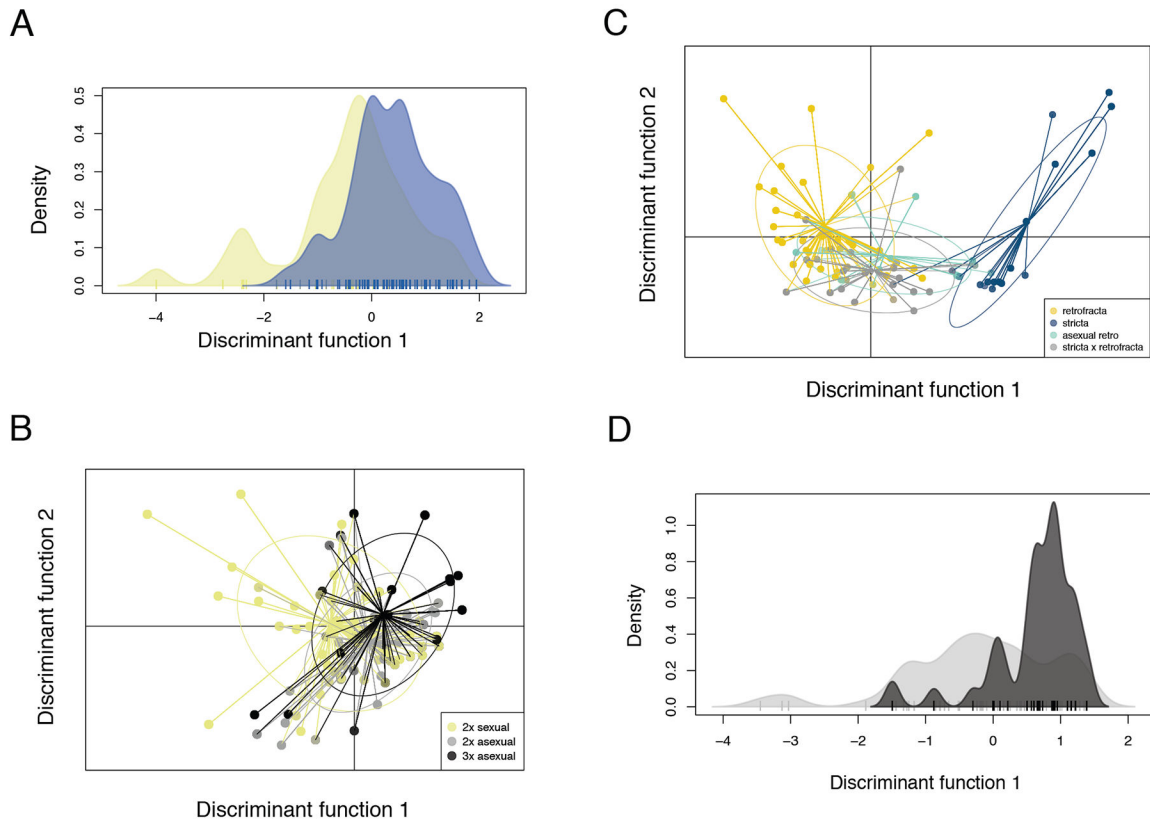 A
Density
0.0
0.1
0.2
0.3
0.4
0.5
−4
−2
0
2
Discriminant function 1
B
Discriminant function 2
2x sexual
2x asexual
3x asexual
Discriminant function 1
C
Discriminant function 2
retrofracta
stricta
asexual retro
stricta x retrofracta
Discriminant function 1
D
Density
0.0
0.2
0.4
0.6
0.8
1.0
−4
−3
−2
−1
0
1
2
Discriminant function 1